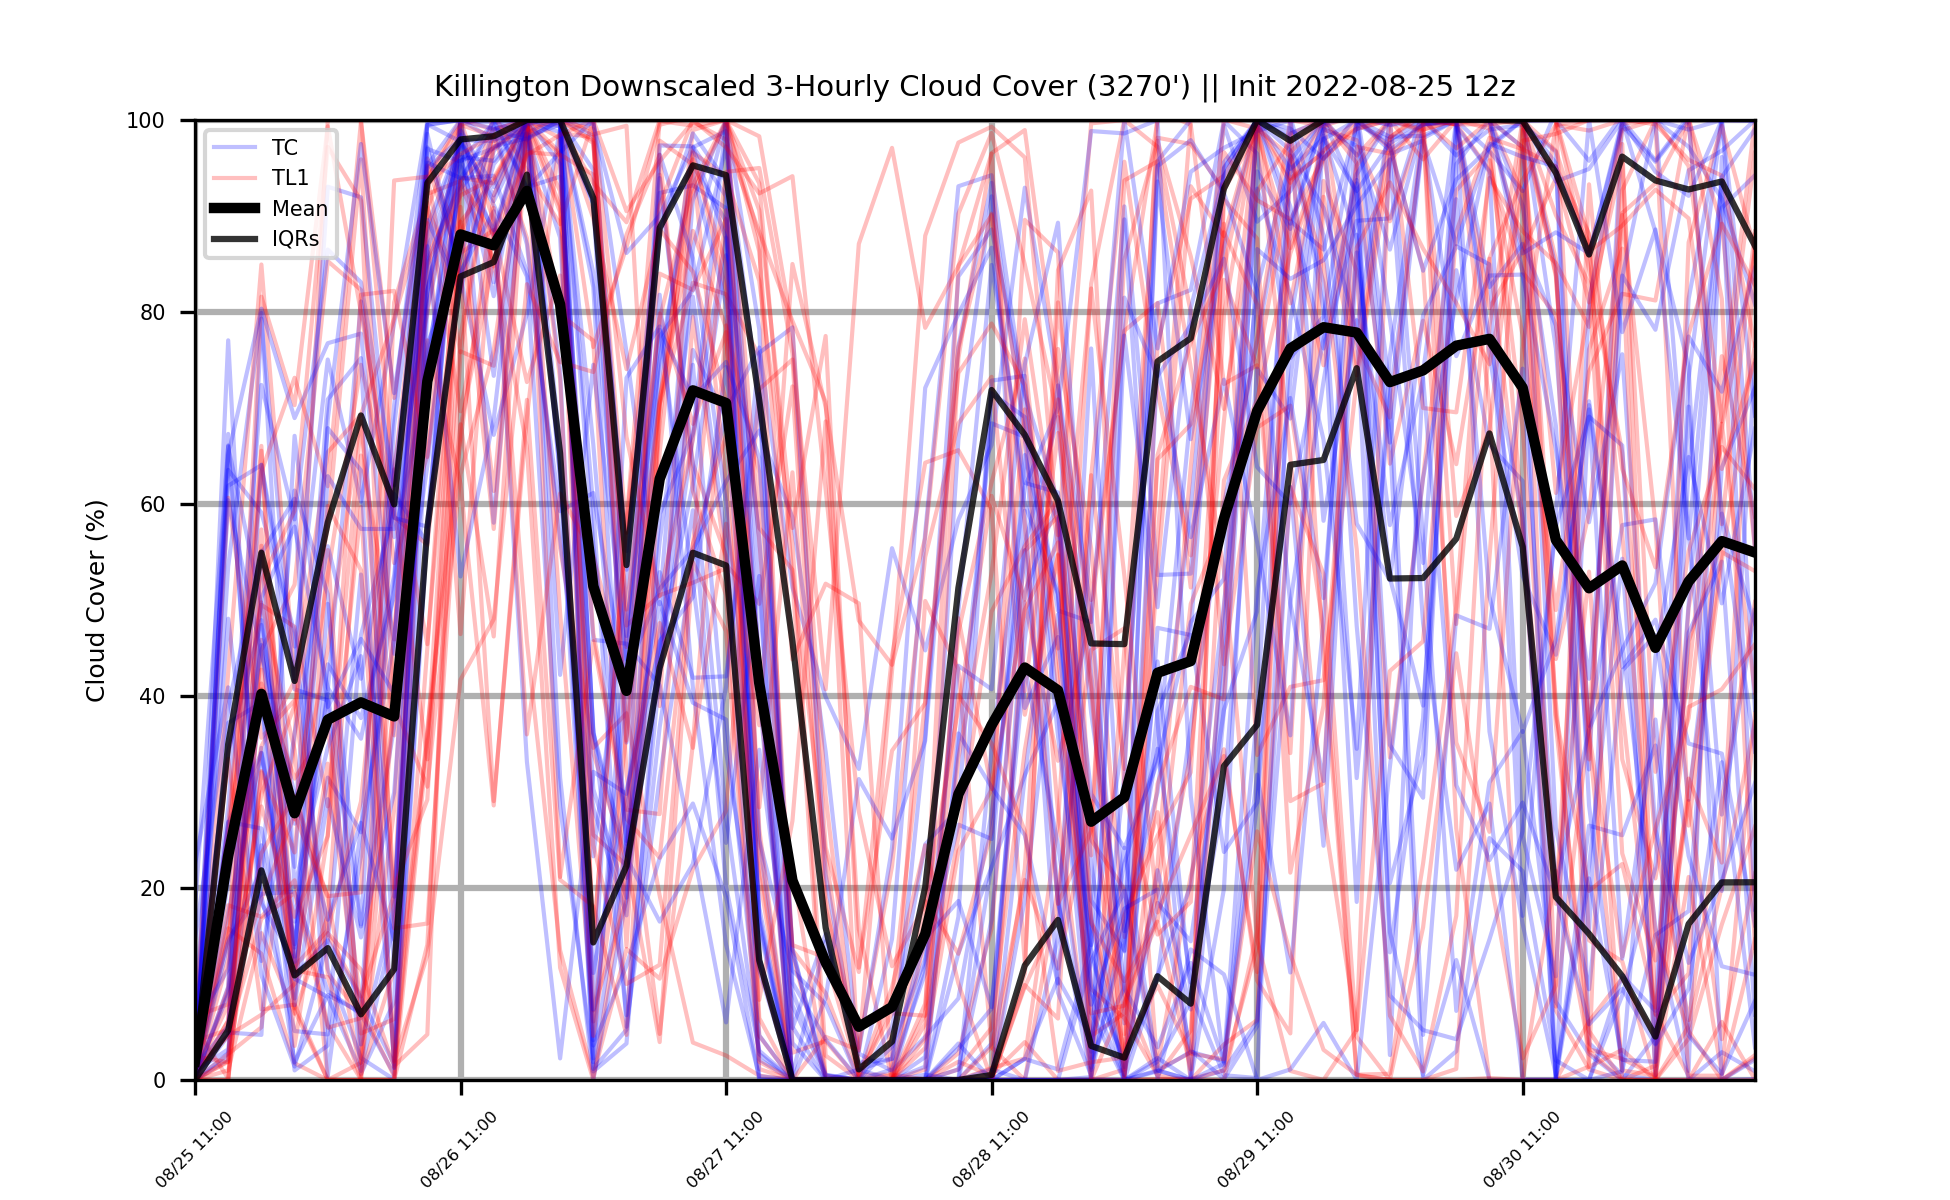 Killington Downscaled 3-Hourly Cloud Cover (3270') || Init 2022-08-25 12z
100
80
60
40
20
0
Cloud Cover (%)
TC
TL1
Mean
IQRs
08/25 11:00
08/26 11:00
08/27 11:00
08/28 11:00
08/29 11:00
08/30 11:00